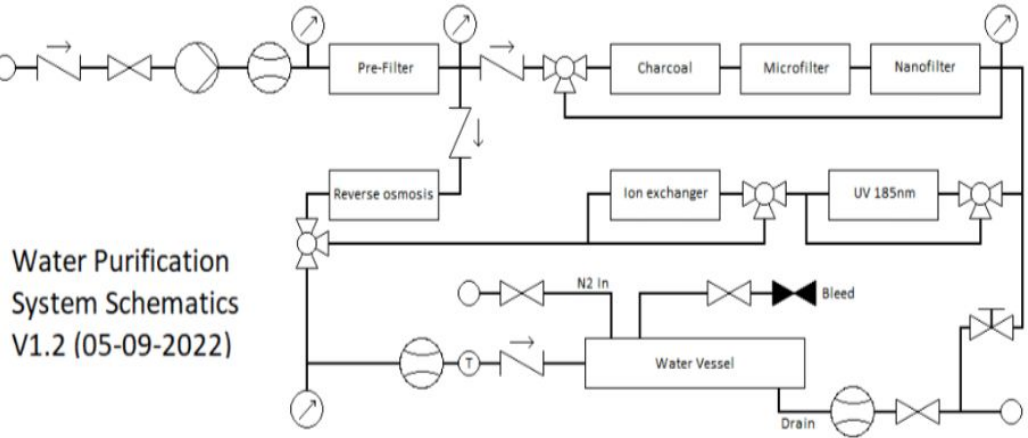 Pre-Filter
Charcoal
Microfilter
Nanofilter
Reverse osmosis
Ion exchanger
UV 185nm
Water Purification
System Schematics
V1.2 (05-09-2022)
N2 In
Bleed
T
Water Vessel
Drain